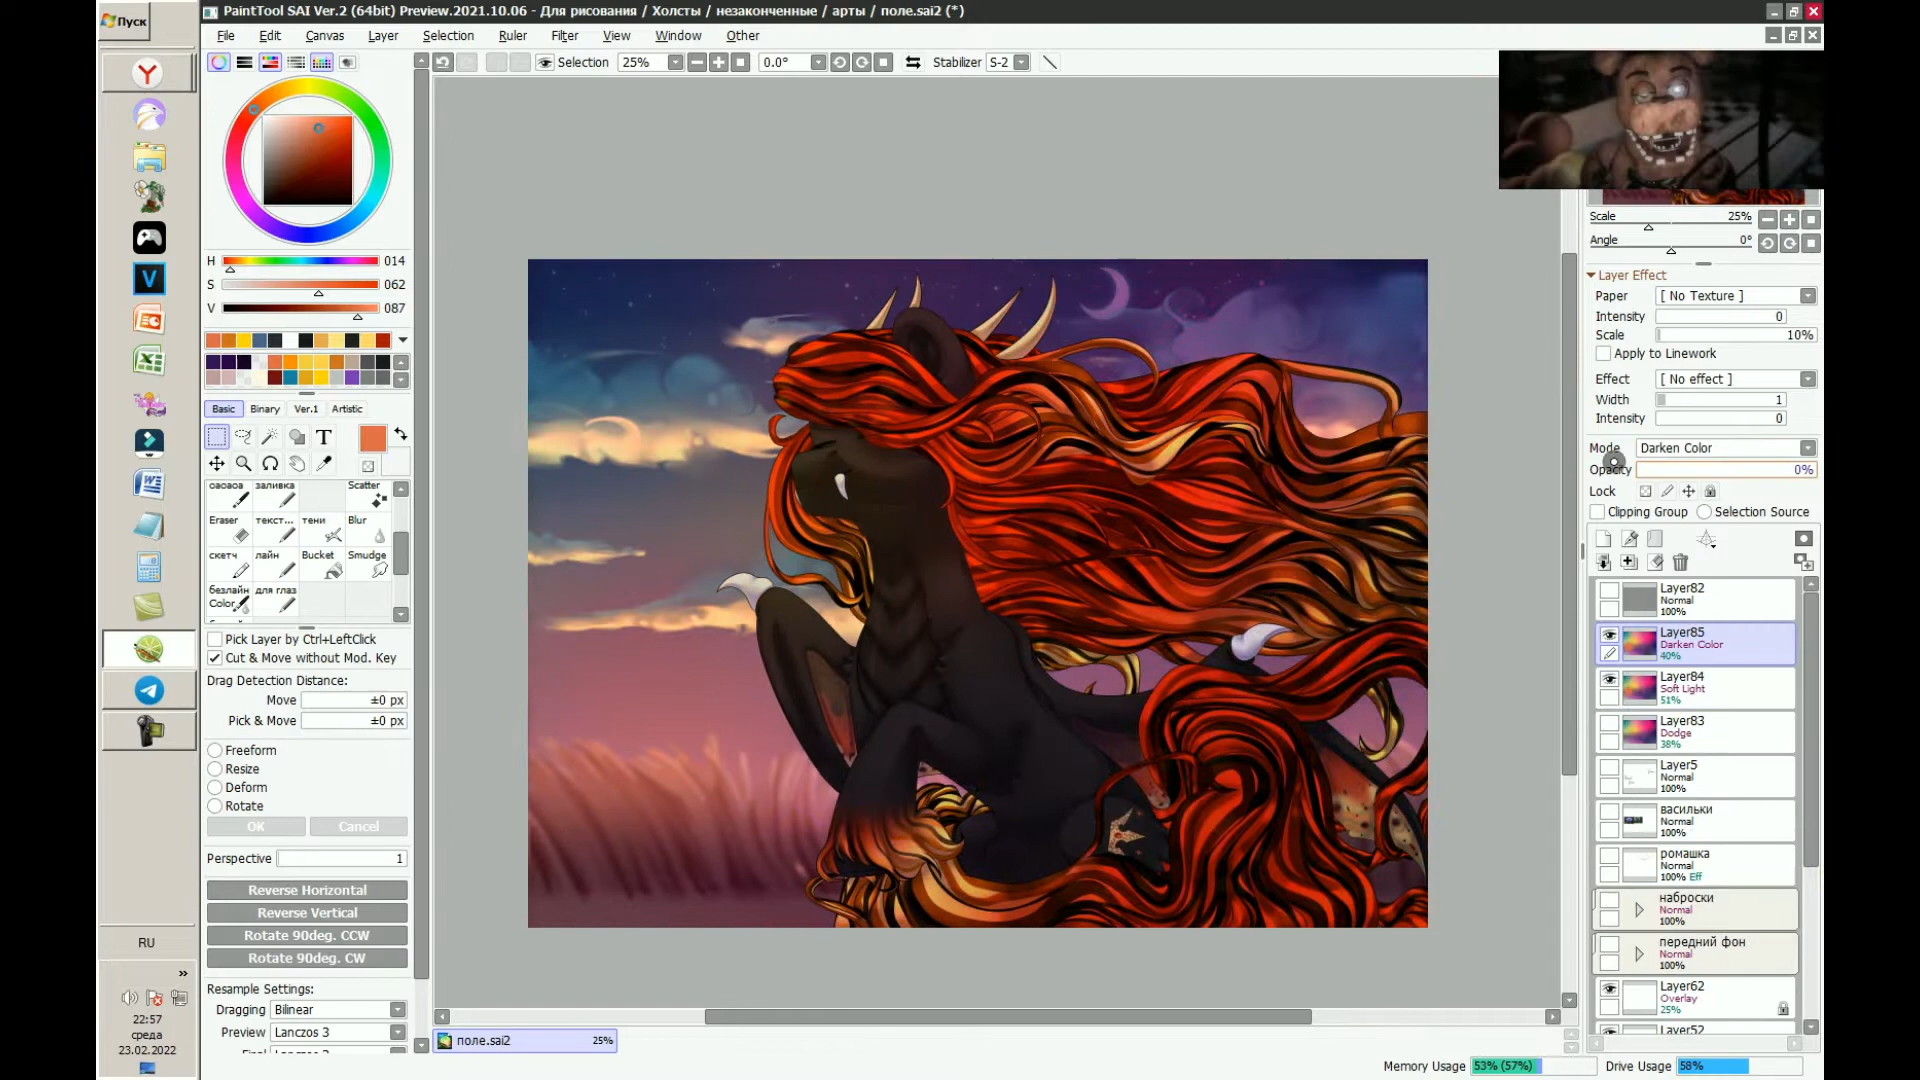 Пуск
PaintTool SAI Ver.2 (64bit) Preview.2021.10.06 - Для рисования / Холсты / незаконченные / арты / поле.sai2 (*)
File Edit Canvas Layer Selection Ruler Filter View Window Other
Selection 25% 0.0° Stabilizer S-2
H 014
S 062
V 087
Basic Binary Ver.1 Artistic
T
оаоаоа заливка Scatter
Eraser текст... тени Blur
скетч лайн Bucket Smudge
безлайн для глаз
Color
Pick Layer by Ctrl+LeftClick
Cut & Move without Mod. Key
Drag Detection Distance:
Move ±0 px
Pick & Move ±0 px
Freeform
Resize
Deform
Rotate
OK Cancel
Perspective 1
Reverse Horizontal
Reverse Vertical
Rotate 90deg. CCW
Rotate 90deg. CW
Resample Settings:
Dragging Bilinear
Preview Lanczos 3
RU
22:57
среда
23.02.2022
поле.sai2 25%
Scale 25%
Angle 0°
Layer Effect
Paper [ No Texture ]
Intensity 0
Scale 10%
Apply to Linework
Effect [ No effect ]
Width 1
Intensity 0
Mode Darken Color
Opacity 0%
Lock
Clipping Group Selection Source
Layer82
Normal
100%
Layer85
Darken Color
40%
Layer84
Soft Light
51%
Layer83
Dodge
38%
Layer5
Normal
100%
васильки
Normal
100%
ромашка
Normal
100% Eff
наброски
Normal
100%
передний фон
Normal
100%
Layer62
Overlay
25%
Layer52
Memory Usage 53% (57%) Drive Usage 58%